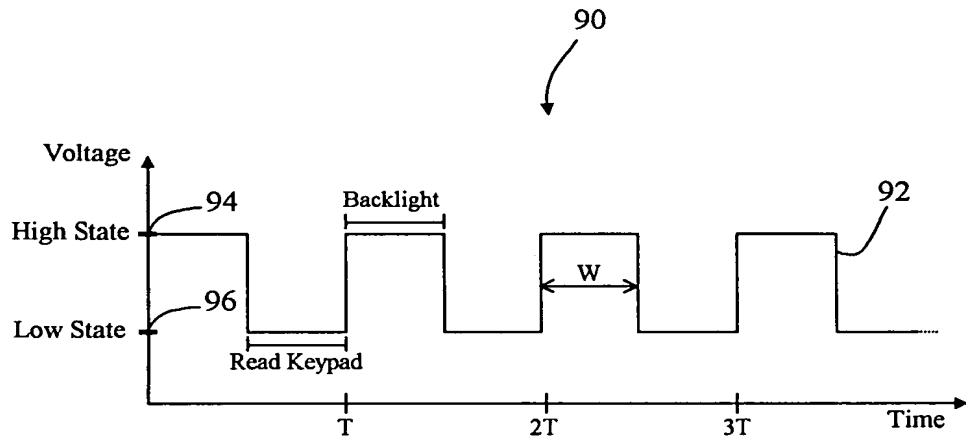 90
Voltage
94
Backlight
92
High State
W
96
Low State
Read Keypad
T
2T
3T
Time